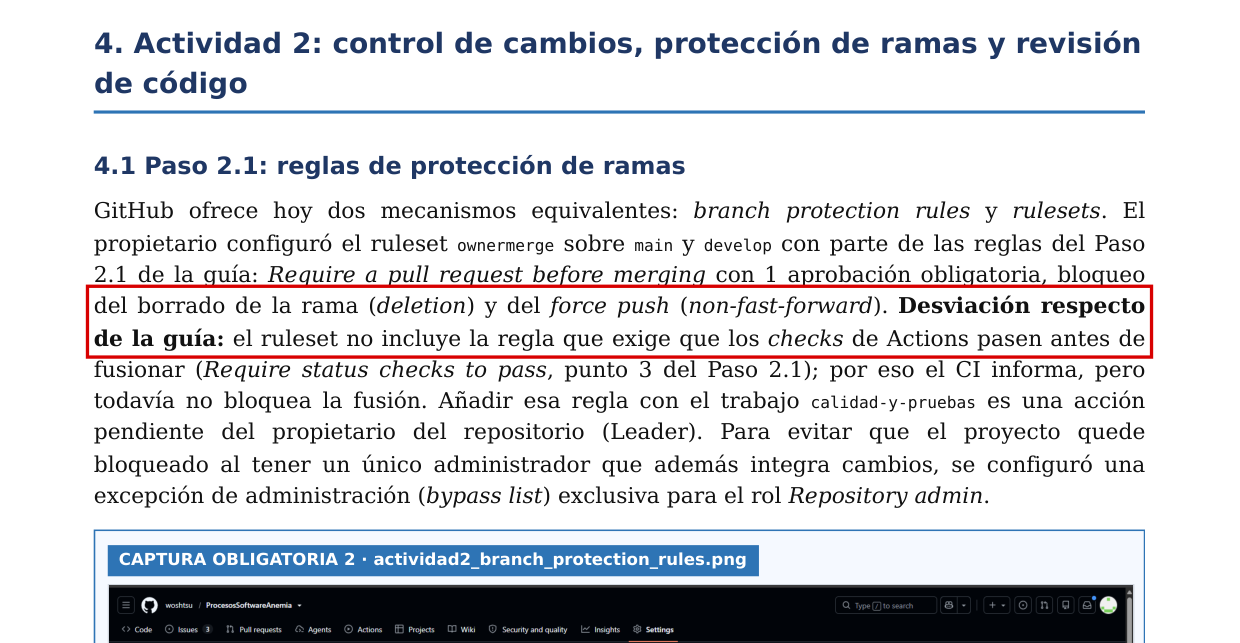 4. Actividad 2: control de cambios, protección de ramas y revisión
de código
4.1 Paso 2.1: reglas de protección de ramas
GitHub ofrece hoy dos mecanismos equivalentes: branch protection rules y rulesets. El
propietario configuró el ruleset ownermerge sobre main y develop con parte de las reglas del Paso
2.1 de la guía: Require a pull request before merging con 1 aprobación obligatoria, bloqueo
del borrado de la rama (deletion) y del force push (non-fast-forward). Desviación respecto
de la guía: el ruleset no incluye la regla que exige que los checks de Actions pasen antes de
fusionar (Require status checks to pass, punto 3 del Paso 2.1); por eso el CI informa, pero
todavía no bloquea la fusión. Añadir esa regla con el trabajo calidad-y-pruebas es una acción
pendiente del propietario del repositorio (Leader). Para evitar que el proyecto quede
bloqueado al tener un único administrador que además integra cambios, se configuró una
excepción de administración (bypass list) exclusiva para el rol Repository admin.
CAPTURA OBLIGATORIA 2 · actividad2_branch_protection_rules.png
woshtsu / ProcesosSoftwareAnemia Type / to search
Code Issues 3 Pull requests Agents Actions Projects Wiki Security and quality Insights Settings